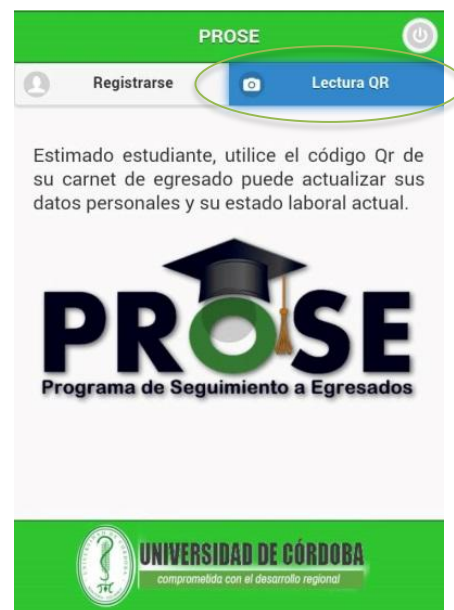 PROSE
Registrarse
Lectura QR
Estimado estudiante, utilice el código Qr de
su carnet de egresado puede actualizar sus
datos personales y su estado laboral actual.
PROSE
Programa de Seguimiento a Egresados
UNIVERSIDAD DE CÓRDOBA
comprometida con el desarrollo regional